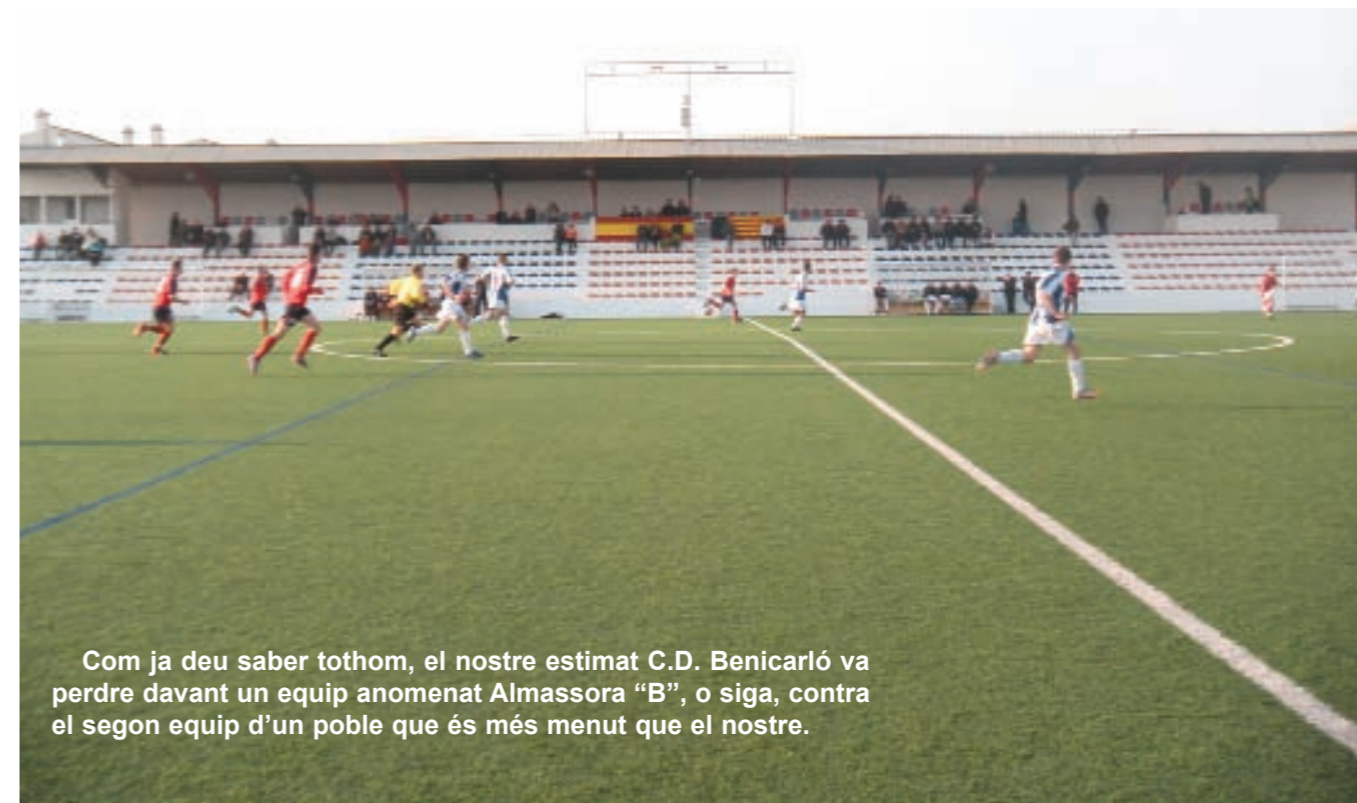 Com ja deu saber tothom, el nostre estimat C.D. Benicarló va
perdre davant un equip anomenat Almassora “B”, o siga, contra
el segon equip d’un poble que és més menut que el nostre.